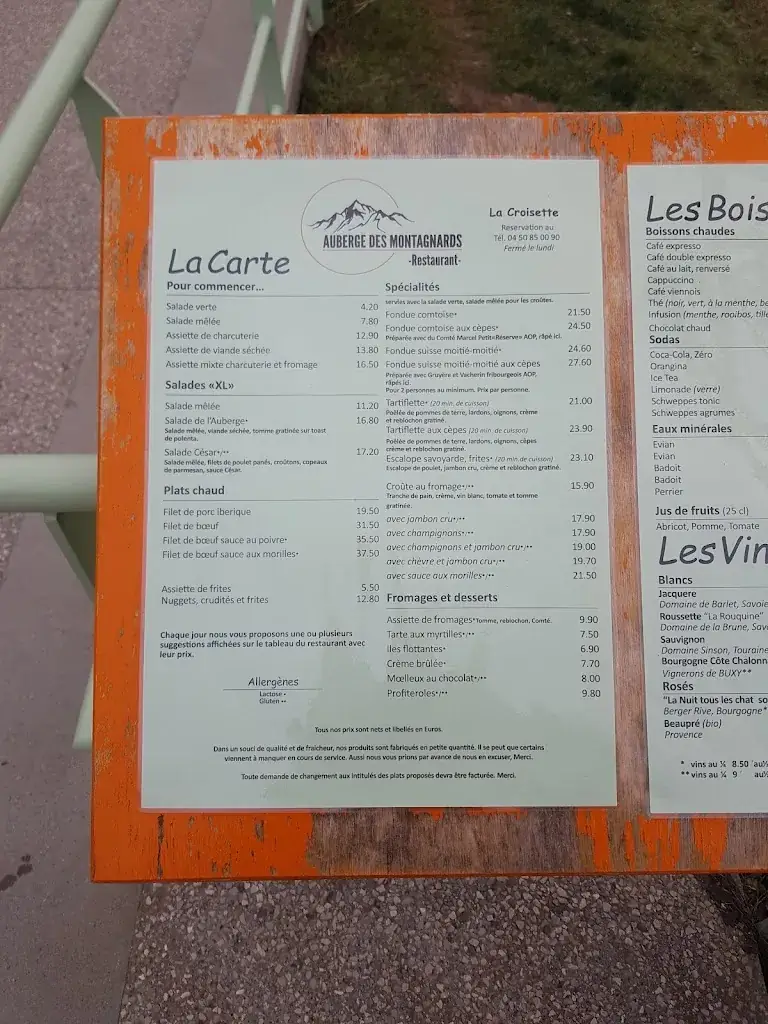 AUBERGE DES MONTAGNARDS
-Restaurant-
La Croisette
Reservation au
Tél. 04 50 85 00 90
Fermé le lundi
La Carte
Pour commencer...
Salade verte 4.20
Salade mêlée 7.80
Assiette de charcuterie 12.90
Assiette de viande séchée 13.80
Assiette mixte charcuterie et fromage 16.50
Salades «XL»
Salade mêlée 11.20
Salade de l'Auberge• 16.80
Salade mêlée, viande séchée, tomme gratinée sur toast
de polenta.
Salade César•/•• 17.20
Salade mêlée, filets de poulet panés, croûtons, copeaux
de parmesan, sauce César.
Plats chaud
Filet de porc iberique 19.50
Filet de bœuf 31.50
Filet de bœuf sauce au poivre• 35.50
Filet de bœuf sauce aux morilles• 37.50
Assiette de frites 5.50
Nuggets, crudités et frites 12.80
Chaque jour nous vous proposons une ou plusieurs
suggestions affichées sur le tableau du restaurant avec
leur prix.
Allergènes
Lactose •
Gluten ••
Spécialités
servies avec la salade verte, salade mêlée pour les croûtes.
Fondue comtoise• 21.50
Fondue comtoise aux cèpes• 24.50
Préparée avec du Comté Marcel Petite«Réserve» AOP, râpé ici.
Fondue suisse moitié-moitié• 24.60
Fondue suisse moitié-moitié aux cèpes 27.60
Préparée avec Gruyère et Vacherin fribourgeois AOP,
râpés ici.
Pour 2 personnes au minimum. Prix par personne.
Tartiflette• (20 min. de cuisson) 21.00
Poêlée de pommes de terre, lardons, oignons, crème
et reblochon gratiné.
Tartiflette aux cèpes (20 min. de cuisson) 23.90
Poêlée de pommes de terre, lardons, oignons, cèpes
crème et reblochon gratiné.
Escalope savoyarde, frites• (20 min.de cuisson) 23.10
Escalope de poulet, jambon cru, crème et reblochon gratiné.
Croûte au fromage•/•• 15.90
Tranche de pain, crème, vin blanc, tomate et tomme
gratinée.
avec jambon cru•/•• 17.90
avec champignons•/•• 17.90
avec champignons et jambon cru•/•• 19.00
avec chèvre et jambon cru•/•• 19.70
avec sauce aux morilles•/•• 21.50
Fromages et desserts
Assiette de fromages•Tomme, reblochon, Comté. 9.90
Tarte aux myrtilles•/•• 7.50
Iles flottantes• 6.90
Crème brûlée• 7.70
Mœlleux au chocolat•/•• 8.00
Profiteroles•/•• 9.80
Tous nos prix sont nets et libellés en Euros.
Dans un souci de qualité et de fraicheur, nos produits sont fabriqués en petite quantité. Il se peut que certains
viennent à manquer en cours de service. Aussi nous vous prions par avance de nous en excuser, Merci.
Toute demande de changement aux intitulés des plats proposés devra être facturée. Merci.
Les Bois
Boissons chaudes
Café expresso
Café double expresso
Café au lait, renversé
Cappuccino
Café viennois
Thé (noir, vert, à la menthe, be
Infusion (menthe, rooibos, tille
Chocolat chaud
Sodas
Coca-Cola, Zéro
Orangina
Ice Tea
Limonade (verre)
Schweppes tonic
Schweppes agrumes
Eaux minérales
Evian
Evian
Badoit
Badoit
Perrier
Jus de fruits (25 cl)
Abricot, Pomme, Tomate
Les Vin
Blancs
Jacquere
Domaine de Barlet, Savoie
Roussette "La Rouquine"
Domaine de la Brune, Sav
Sauvignon
Domaine Sinson, Touraine
Bourgogne Côte Chalonn
Vignerons de BUXY**
Rosés
"La Nuit tous les chat so
Berger Rive, Bourgogne*
Beaupré (bio)
Provence
* vins au ¼ 8.50 au½
** vins au ¼ 9 au½